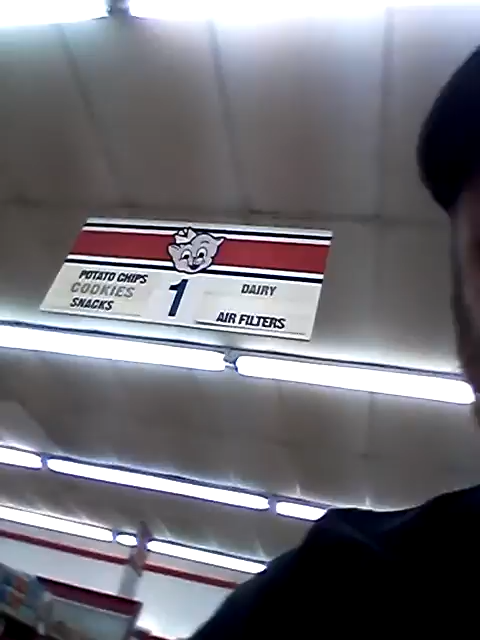 POTATO CHIPS
COOKIES
SNACKS
1
DAIRY
AIR FILTERS